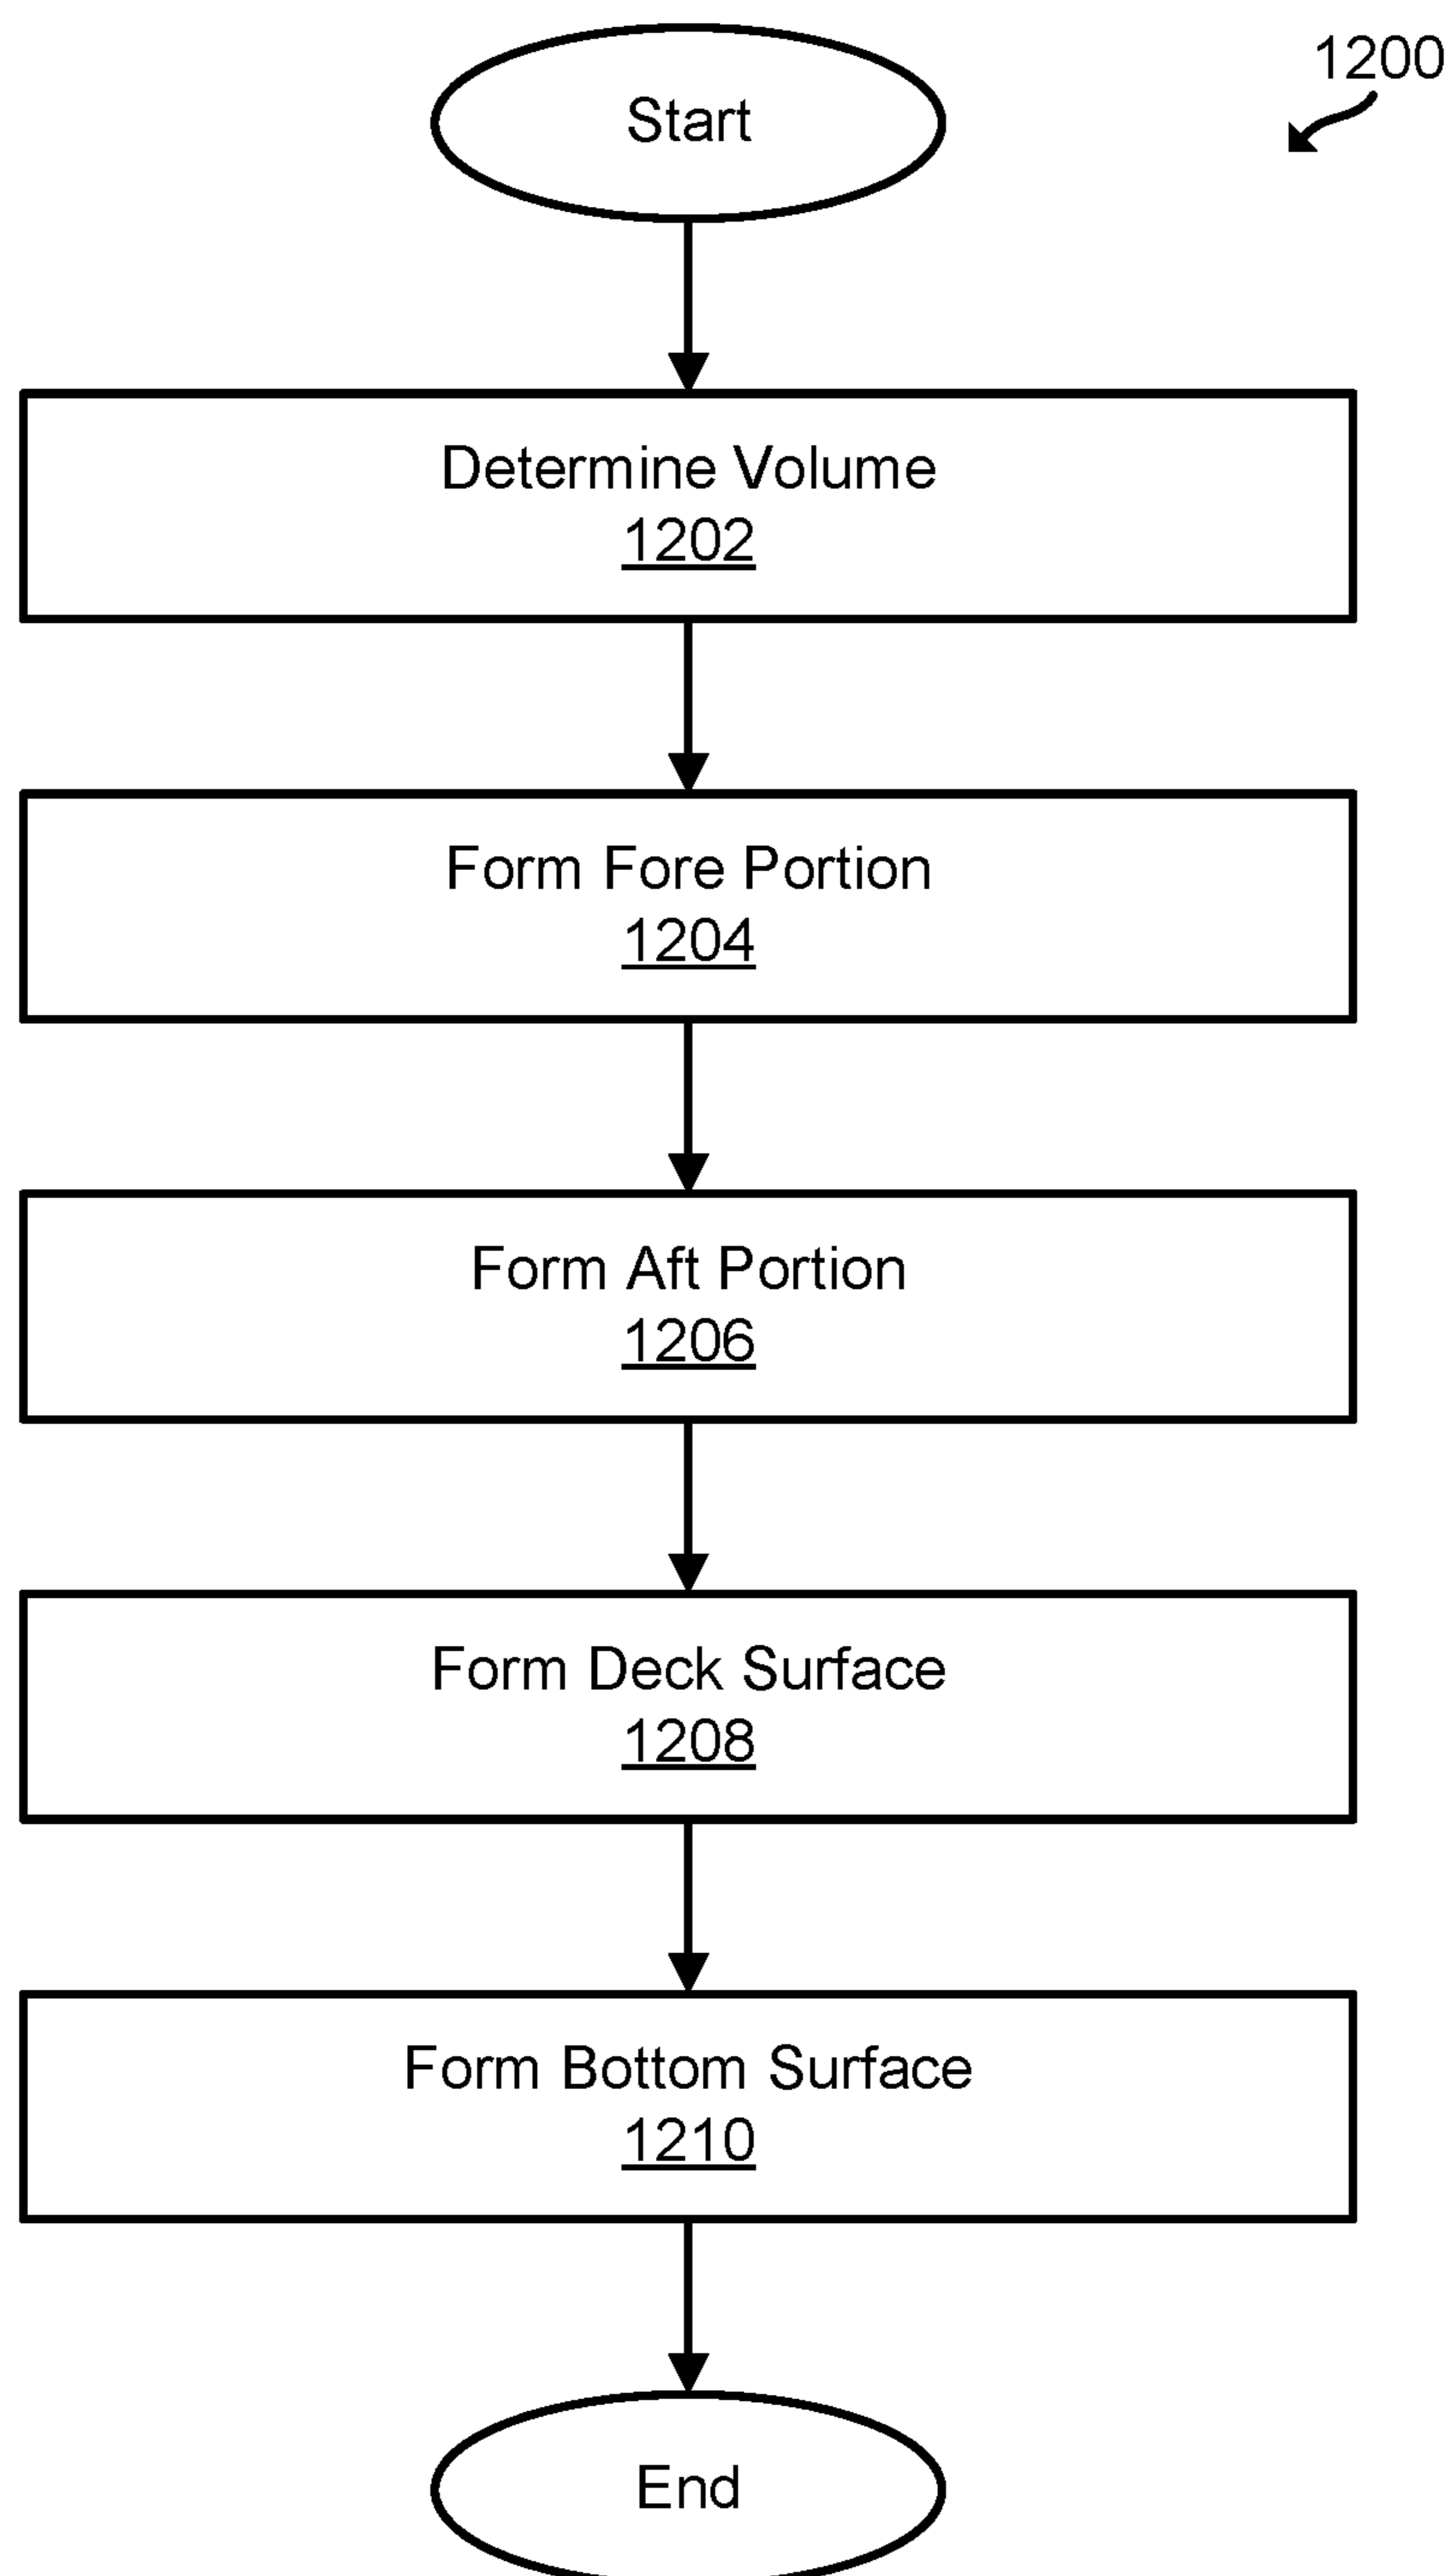 1200
Start
Determine Volume
1202
Form Fore Portion
1204
Form Aft Portion
1206
Form Deck Surface
1208
Form Bottom Surface
1210
End